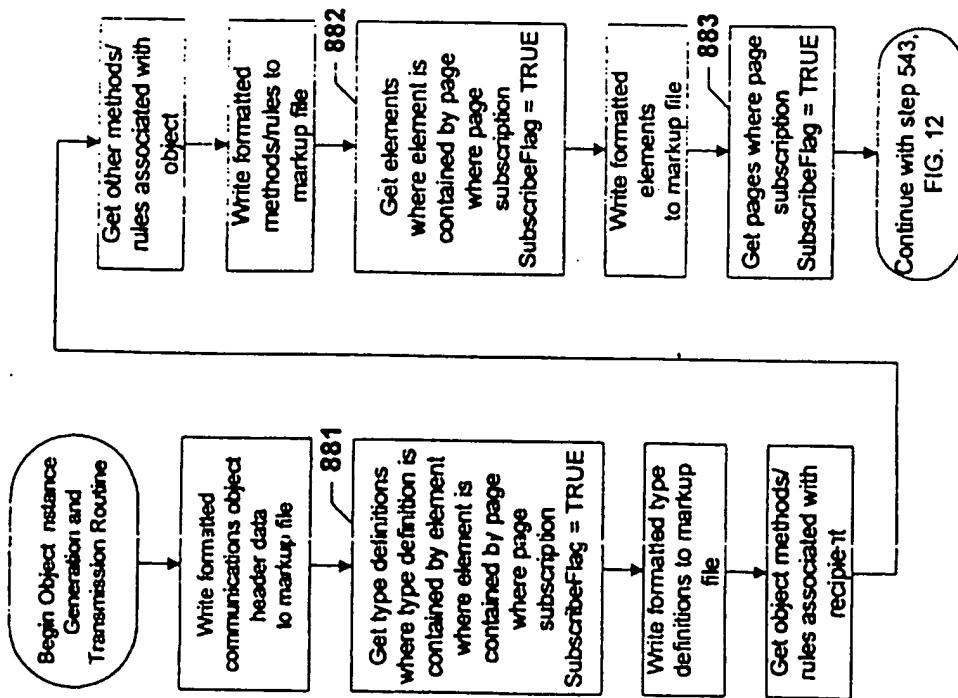 Begin Object nstance
Generation and
Transmission Routine
Write formatted
communications object
header data
to markup file
881
Get type definitions
where type definition is
contained by element
where element is
contained by page
where page
subscription
SubscribeFlag = TRUE
Write formatted type
definitions to markup
file
Get object methods/
rules associated with
recipient
Get other methods/
rules associated with
object
Write formatted
methods/rules to
markup file
882
Get elements
where element is
contained by page
where page
subscription
SubscribeFlag = TRUE
Write formatted
elements
to markup file
883
Get pages where page
subscription
SubscribeFlag = TRUE
Continue with step 543,
FIG. 12